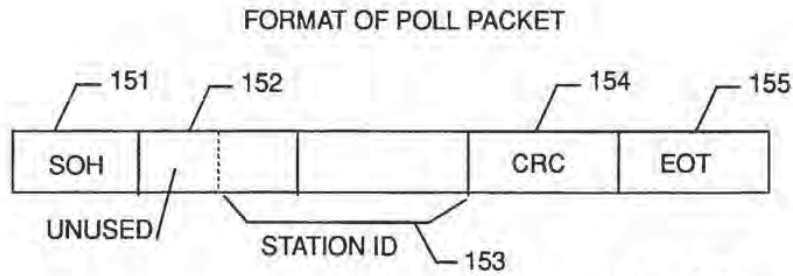 FORMAT OF POLL PACKET
151 152 154 155
SOH CRC EOT
UNUSED
STATION ID
153